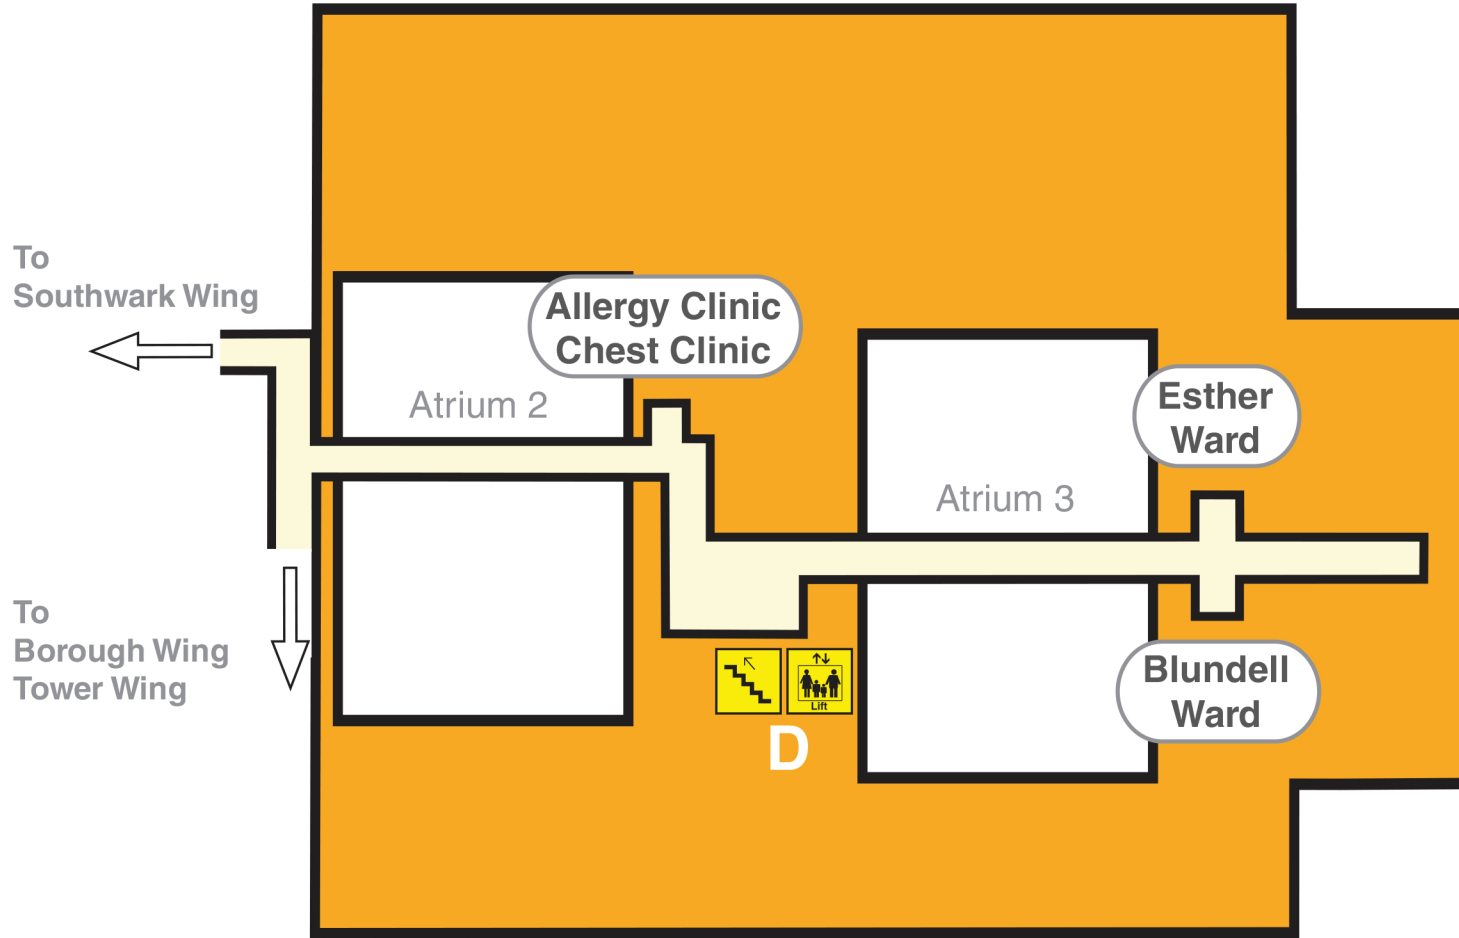 To
Southwark Wing
Allergy Clinic
Chest Clinic
Atrium 2
Esther
Ward
Atrium 3
To
Borough Wing
Tower Wing
Blundell
Ward
Lift
D